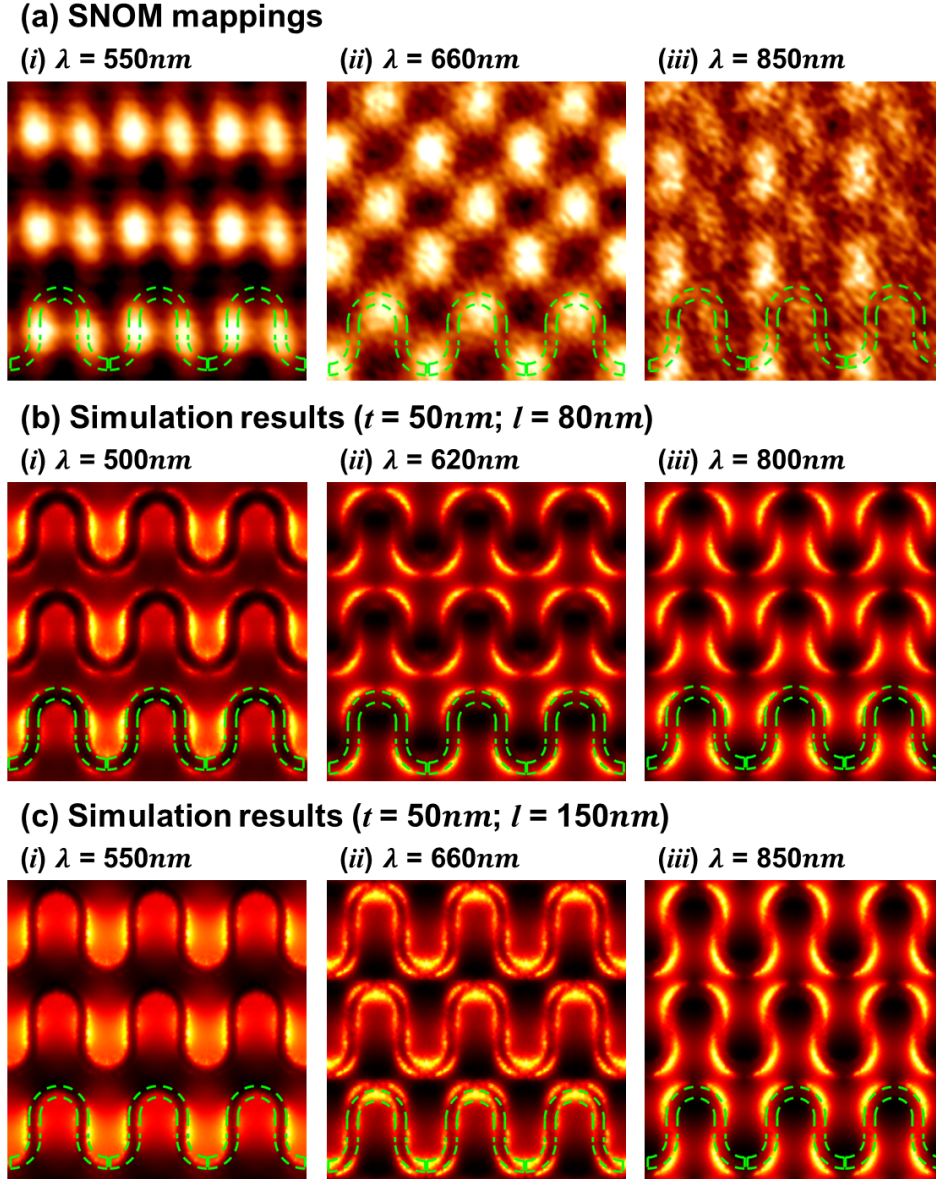 (a) SNOM mappings
(i) λ = 550nm
(ii) λ = 660nm
(iii) λ = 850nm
(b) Simulation results (t = 50nm; l = 80nm)
(i) λ = 500nm
(ii) λ = 620nm
(iii) λ = 800nm
(c) Simulation results (t = 50nm; l = 150nm)
(i) λ = 550nm
(ii) λ = 660nm
(iii) λ = 850nm